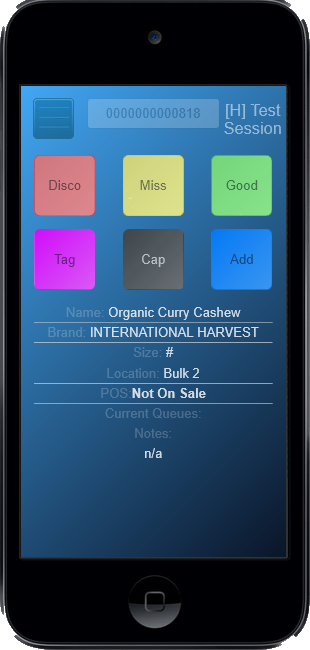 0000000000818
[H] Test
Session
Disco
Miss
Good
Tag
Cap
Add
Name: Organic Curry Cashew
Brand: INTERNATIONAL HARVEST
Size: #
Location: Bulk 2
POS:Not On Sale
Current Queues:
Notes:
n/a